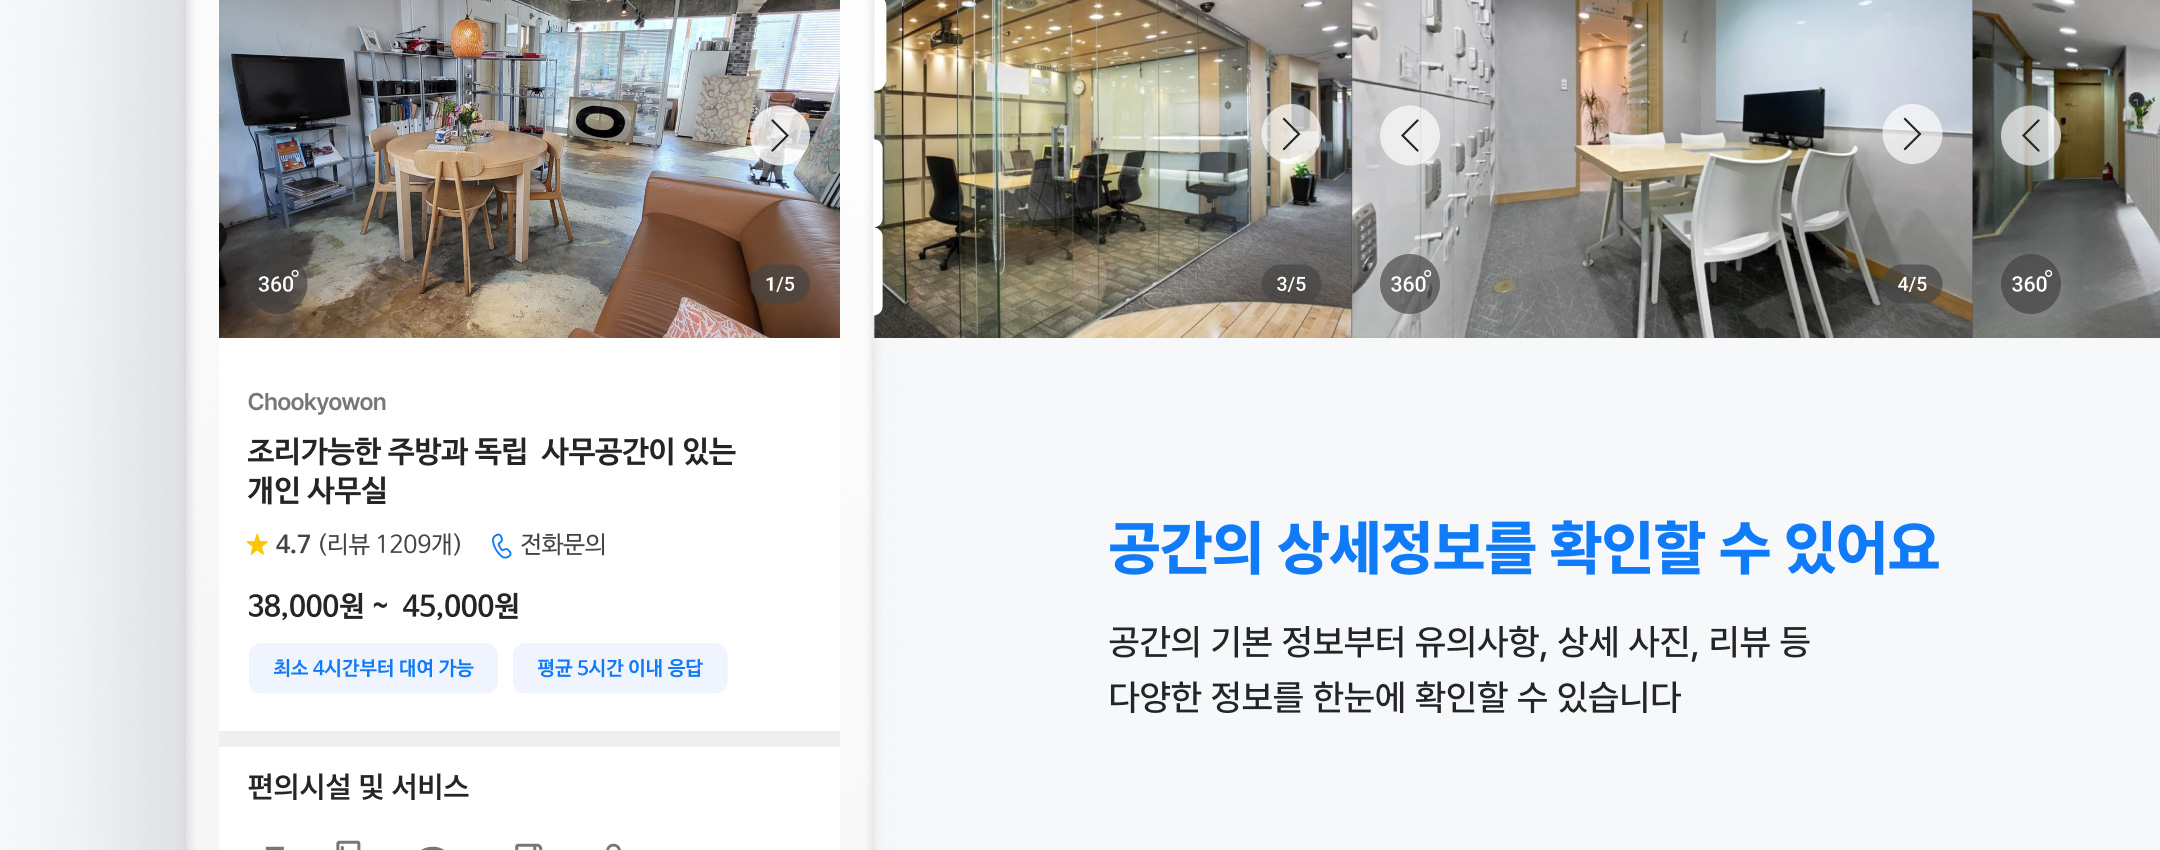 360°
1/5
3/5
360°
4/5
360°
Chookyowon
조리가능한 주방과 독립 사무공간이 있는
개인 사무실
4.7 (리뷰 1209개) 전화문의
38,000원 ~ 45,000원
최소 4시간부터 대여 가능
평균 5시간 이내 응답
편의시설 및 서비스
공간의 상세정보를 확인할 수 있어요
공간의 기본 정보부터 유의사항, 상세 사진, 리뷰 등
다양한 정보를 한눈에 확인할 수 있습니다